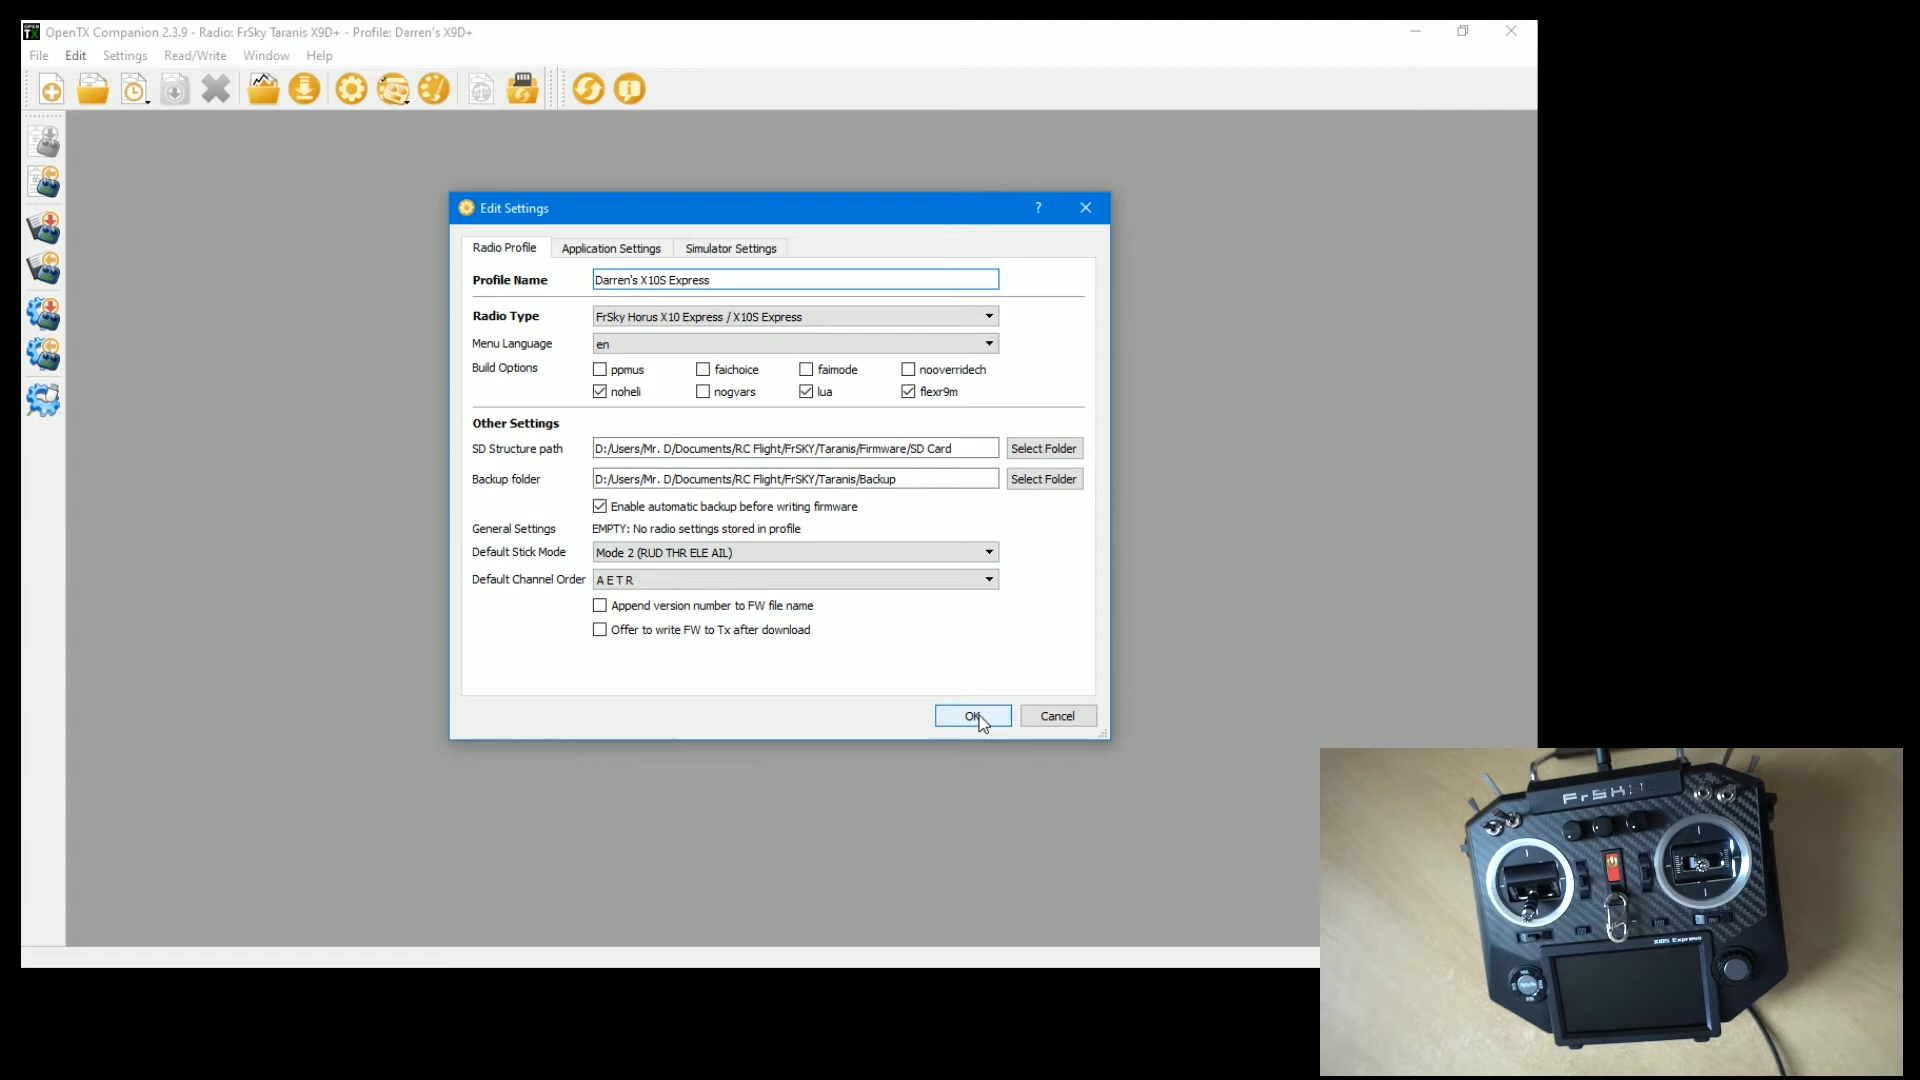 OpenTX Companion 2.3.9 - Radio: FrSky Taranis X9D+ - Profile: Darren's X9D+
File Edit Settings Read/Write Window Help
Edit Settings
?
Radio Profile Application Settings Simulator Settings
Profile Name Darren's X10S Express
Radio Type FrSky Horus X10 Express / X10S Express
Menu Language en
Build Options ppmus faichoice faimode nooverridech
noheli nogvars lua flexr9m
Other Settings
SD Structure path D:/Users/Mr. D/Documents/RC Flight/FrSKY/Taranis/Firmware/SD Card Select Folder
Backup folder D:/Users/Mr. D/Documents/RC Flight/FrSKY/Taranis/Backup Select Folder
Enable automatic backup before writing firmware
General Settings EMPTY: No radio settings stored in profile
Default Stick Mode Mode 2 (RUD THR ELE AIL)
Default Channel Order A E T R
Append version number to FW file name
Offer to write FW to Tx after download
OK Cancel
FrSKY
X10S Express